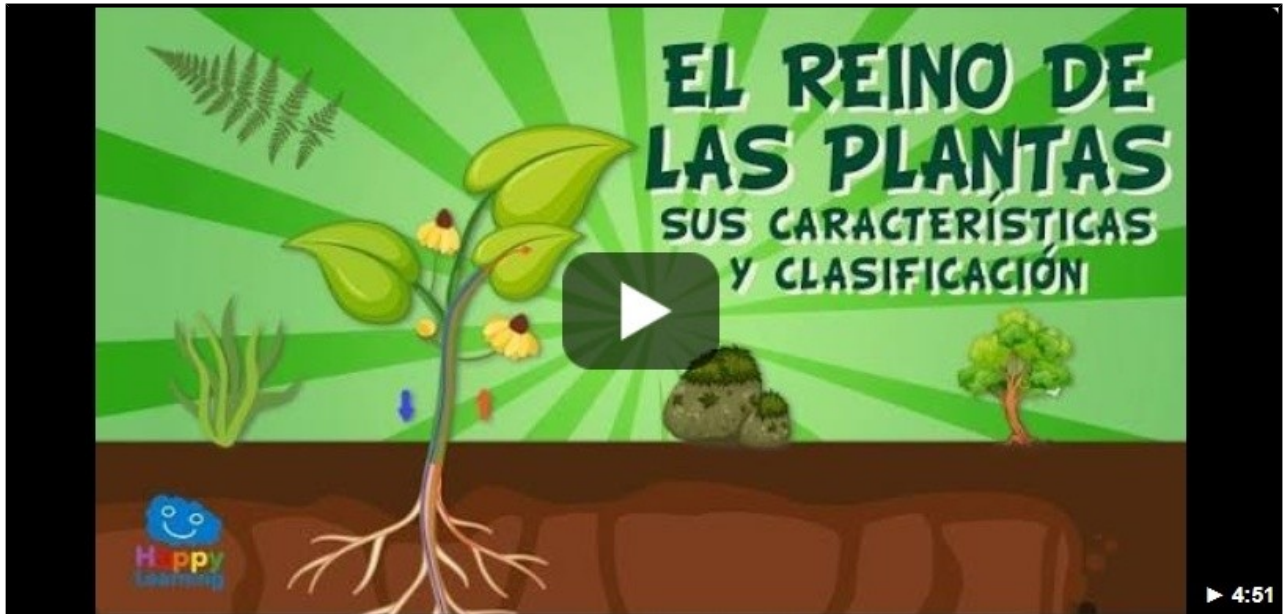 EL REINO DE
LAS PLANTAS
SUS CARACTERÍSTICAS
Y CLASIFICACIÓN
Happy
Learning
4:51